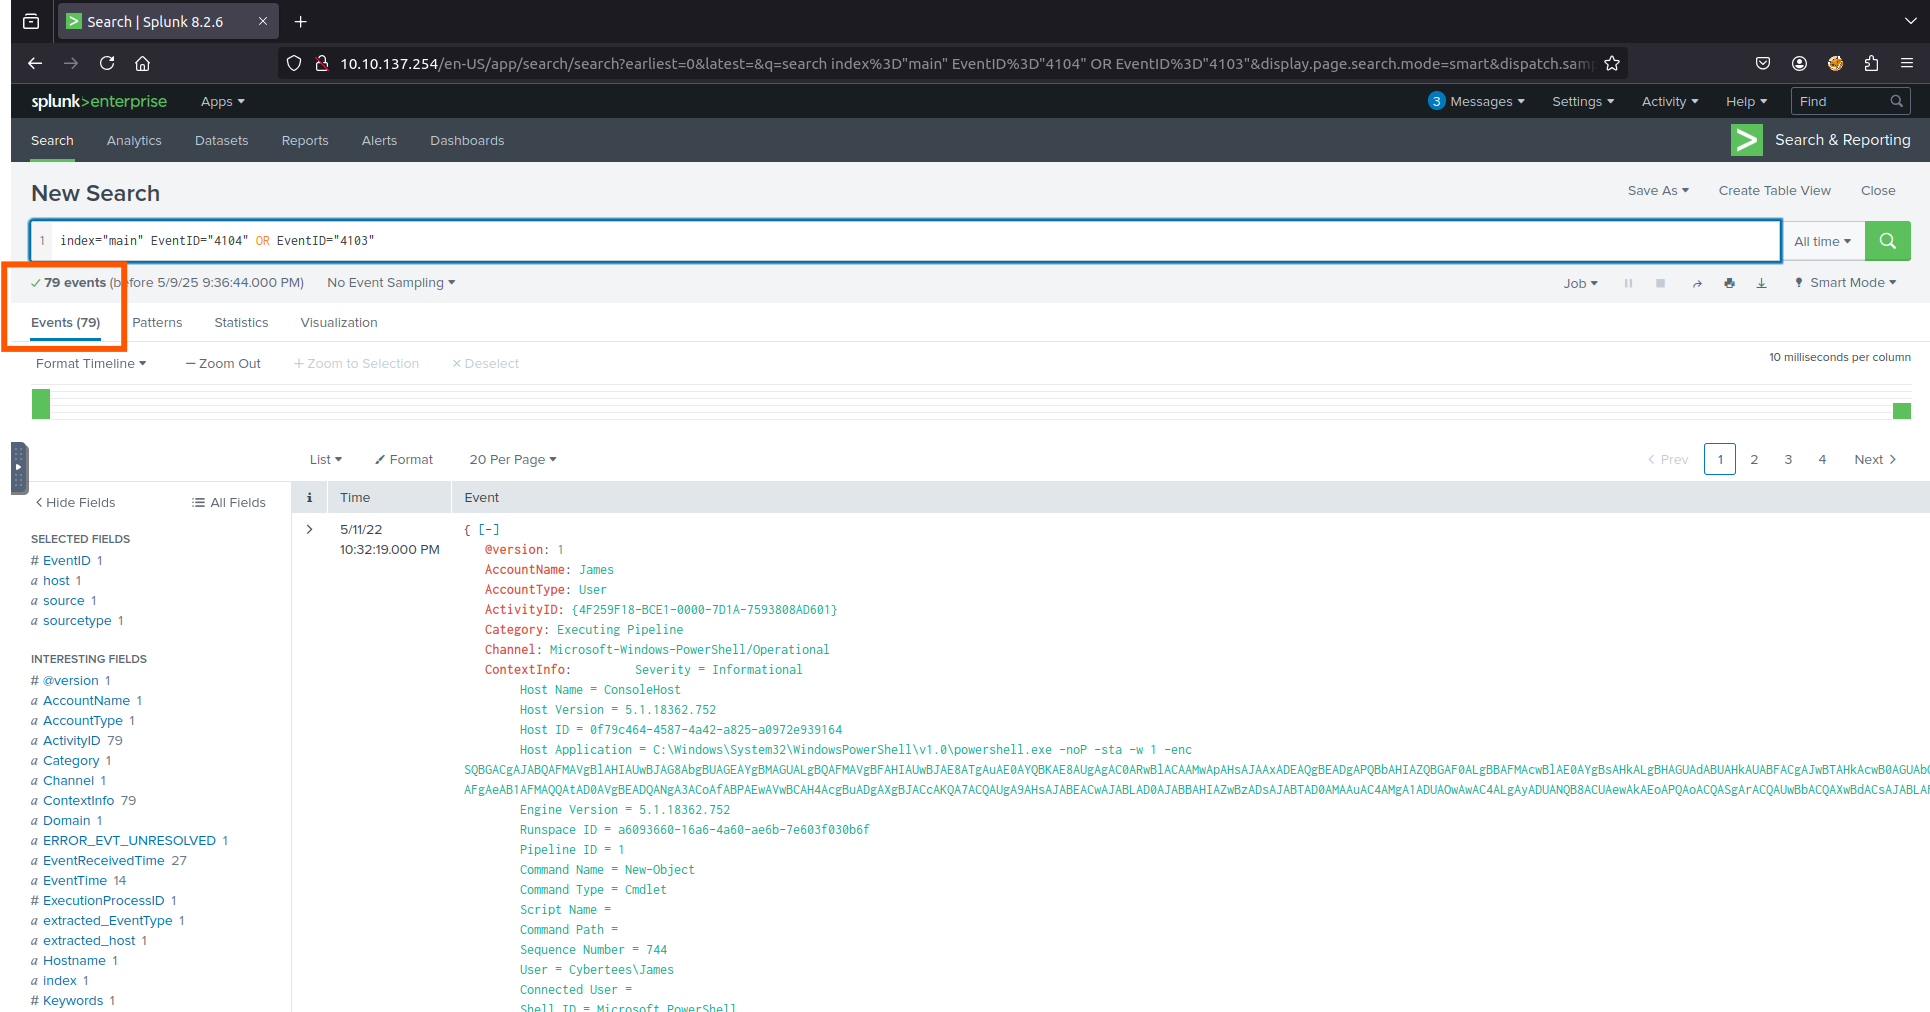 Search | Splunk 8.2.6
10.10.137.254/en-US/app/search/search?earliest=0&latest=&q=search index%3D"main" EventID%3D"4104" OR EventID%3D"4103"&display.page.search.mode=smart&dispatch.sam
splunk>enterprise Apps 3 Messages Settings Activity Help Find
Search Analytics Datasets Reports Alerts Dashboards Search & Reporting
New Search Save As Create Table View Close
1 index="main" EventID="4104" OR EventID="4103" All time
79 events (before 5/9/25 9:36:44.000 PM) No Event Sampling Job Smart Mode
Events (79) Patterns Statistics Visualization
Format Timeline Zoom Out + Zoom to Selection × Deselect 10 milliseconds per column
List Format 20 Per Page < Prev 1 2 3 4 Next >
< Hide Fields All Fields
i Time Event
SELECTED FIELDS
# EventID 1
a host 1
a source 1
a sourcetype 1
INTERESTING FIELDS
# @version 1
a AccountName 1
a AccountType 1
a ActivityID 79
a Category 1
a Channel 1
a ContextInfo 79
a Domain 1
a ERROR_EVT_UNRESOLVED 1
a EventReceivedTime 27
a EventTime 14
# ExecutionProcessID 1
a extracted_EventType 1
a extracted_host 1
a Hostname 1
a index 1
# Keywords 1
> 5/11/22
10:32:19.000 PM
{ [-]
@version: 1
AccountName: James
AccountType: User
ActivityID: {4F259F18-BCE1-0000-7D1A-7593808AD601}
Category: Executing Pipeline
Channel: Microsoft-Windows-PowerShell/Operational
ContextInfo: Severity = Informational
Host Name = ConsoleHost
Host Version = 5.1.18362.752
Host ID = 0f79c464-4587-4a42-a825-a0972e939164
Host Application = C:\Windows\System32\WindowsPowerShell\v1.0\powershell.exe -noP -sta -w 1 -enc
Engine Version = 5.1.18362.752
Runspace ID = a6093660-16a6-4a60-ae6b-7e603f030b6f
Pipeline ID = 1
Command Name = New-Object
Command Type = Cmdlet
Script Name =
Command Path =
Sequence Number = 744
User = Cybertees\James
Connected User =
Shell ID = Microsoft.PowerShell